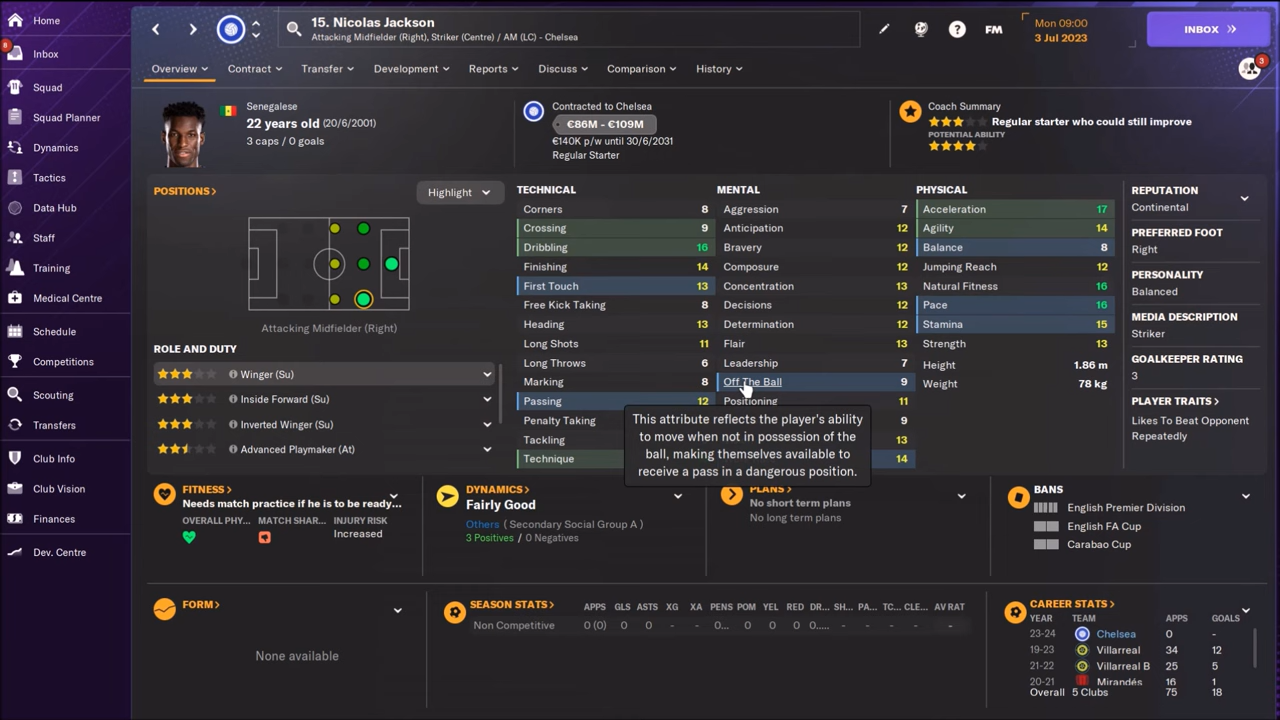 Home
Inbox
8
Squad
Squad Planner
Dynamics
Tactics
Data Hub
Staff
Training
Medical Centre
Schedule
Competitions
Scouting
Transfers
Club Info
Club Vision
Finances
Dev. Centre
15. Nicolas Jackson
Attacking Midfielder (Right), Striker (Centre) / AM (LC) - Chelsea
?
FM
Mon 09:00
3 Jul 2023
INBOX
Overview
Contract
Transfer
Development
Reports
Discuss
Comparison
History
3
Senegalese
22 years old (20/6/2001)
3 caps / 0 goals
Contracted to Chelsea
€86M - €109M
€140K p/w until 30/6/2031
Regular Starter
Coach Summary
Regular starter who could still improve
POTENTIAL ABILITY
POSITIONS
Highlight
Attacking Midfielder (Right)
ROLE AND DUTY
Winger (Su)
Inside Forward (Su)
Inverted Winger (Su)
Advanced Playmaker (At)
TECHNICAL
Corners 8
Crossing 9
Dribbling 16
Finishing 14
First Touch 13
Free Kick Taking 8
Heading 13
Long Shots 11
Long Throws 6
Marking 8
Passing 12
Penalty Taking
Tackling
Technique
MENTAL
Aggression 7
Anticipation 12
Bravery 12
Composure 12
Concentration 13
Decisions 12
Determination 12
Flair 13
Leadership 7
Off The Ball 9
Positioning 11
9
13
14
This attribute reflects the player's ability
to move when not in possession of the
ball, making themselves available to
receive a pass in a dangerous position.
PHYSICAL
Acceleration 17
Agility 14
Balance 8
Jumping Reach 12
Natural Fitness 16
Pace 16
Stamina 15
Strength 13
Height 1.86 m
Weight 78 kg
REPUTATION
Continental
PREFERRED FOOT
Right
PERSONALITY
Balanced
MEDIA DESCRIPTION
Striker
GOALKEEPER RATING
3
PLAYER TRAITS
Likes To Beat Opponent
Repeatedly
FITNESS
Needs match practice if he is to be ready...
OVERALL PHY...
MATCH SHAR...
INJURY RISK
Increased
DYNAMICS
Fairly Good
Others ( Secondary Social Group A )
3 Positives / 0 Negatives
PLANS
No short term plans
No long term plans
BANS
English Premier Division
English FA Cup
Carabao Cup
FORM
None available
SEASON STATS
APPS GLS ASTS XG XA PENS POM YEL RED DR... SH... PA... TC... CLE... AV RAT
Non Competitive 0 (0) 0 0 - - 0... 0 0 0 0..... - - - - -
CAREER STATS
YEAR TEAM APPS GOALS
23-24 Chelsea 0 -
19-23 Villarreal 34 12
21-22 Villarreal B 25 5
20-21 Mirandés 16 1
Overall 5 Clubs 75 18